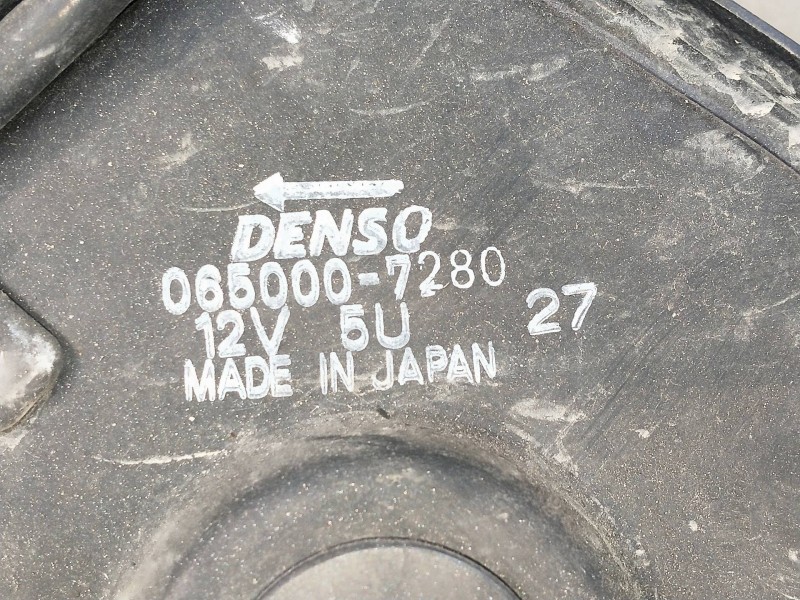 DENSO
065000-7280
12V 5U 27
MADE IN JAPAN